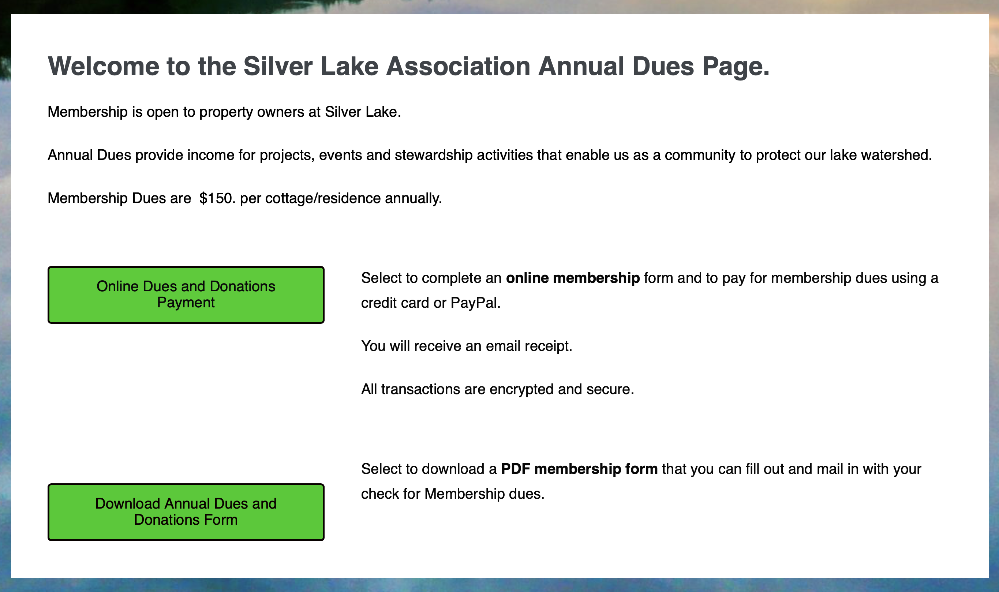 Welcome to the Silver Lake Association Annual Dues Page.
Membership is open to property owners at Silver Lake.
Annual Dues provide income for projects, events and stewardship activities that enable us as a community to protect our lake watershed.
Membership Dues are  $150. per cottage/residence annually.
Online Dues and Donations
Payment
Select to complete an online membership form and to pay for membership dues using a
credit card or PayPal.
You will receive an email receipt.
All transactions are encrypted and secure.
Download Annual Dues and
Donations Form
Select to download a PDF membership form that you can fill out and mail in with your
check for Membership dues.